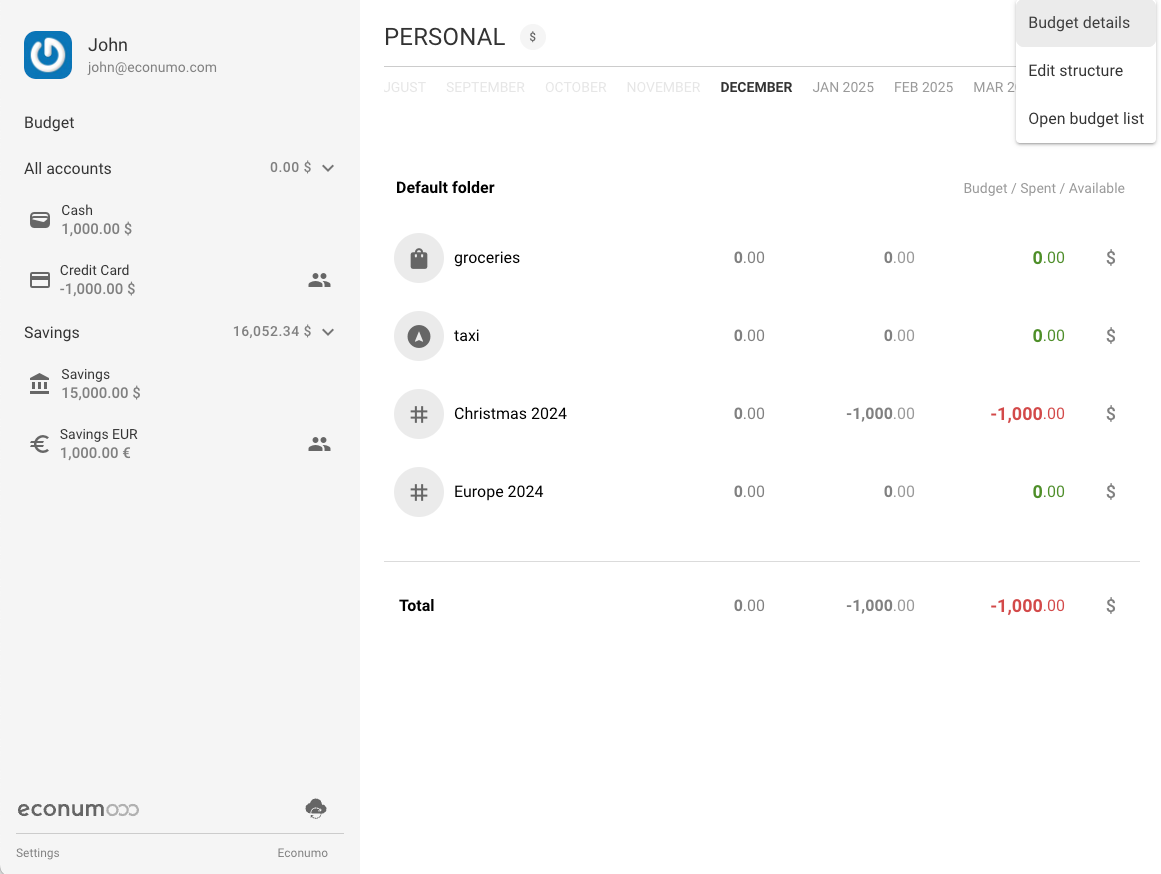 John
john@econumo.com
Budget
All accounts 0.00 $
Cash
1,000.00 $
Credit Card
-1,000.00 $
Savings 16,052.34 $
Savings
15,000.00 $
Savings EUR
1,000.00 €
econumo
Settings Econumo
PERSONAL $
SEPTEMBER OCTOBER NOVEMBER DECEMBER JAN 2025 FEB 2025 MAR
Budget details
Edit structure
Open budget list
Default folder Budget / Spent / Available
groceries 0.00 0.00 0.00 $
taxi 0.00 0.00 0.00 $
Christmas 2024 0.00 -1,000.00 -1,000.00 $
Europe 2024 0.00 0.00 0.00 $
Total 0.00 -1,000.00 -1,000.00 $